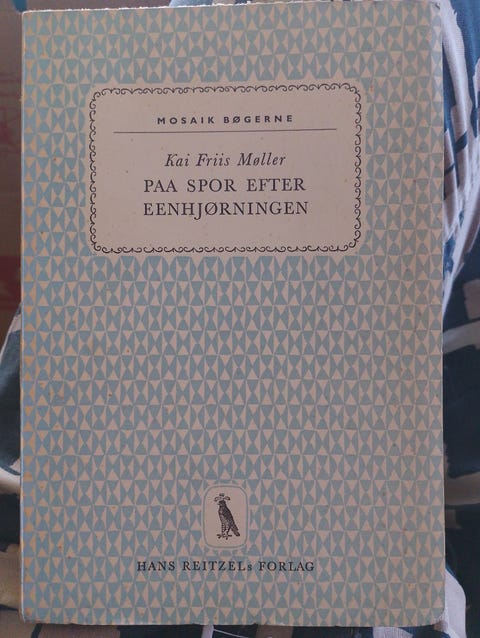 MOSAIK BØGERNE
Kai Friis Møller
PAA SPOR EFTER
EENHJØRNINGEN
HANS REITZELs FORLAG